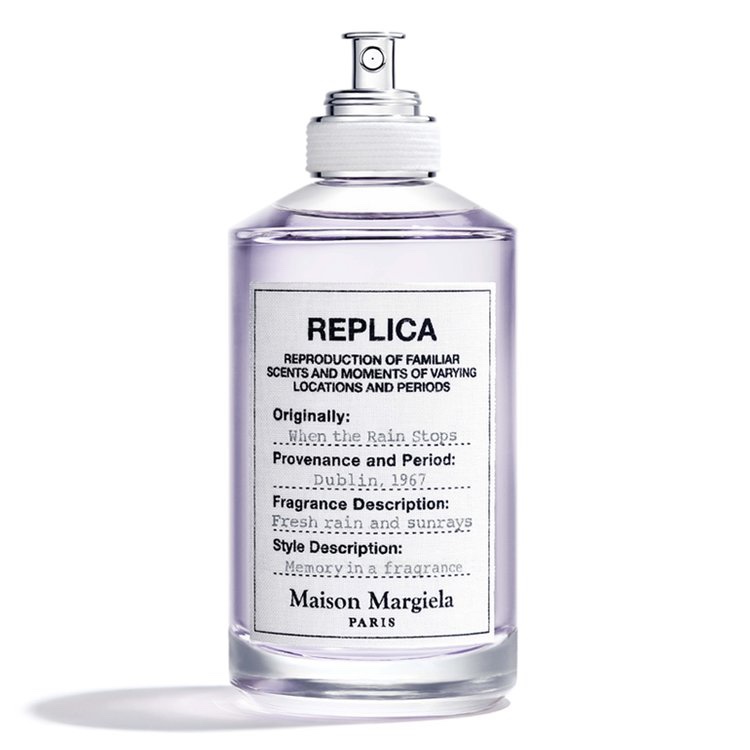 REPLICA
REPRODUCTION OF FAMILIAR
SCENTS AND MOMENTS OF VARYING
LOCATIONS AND PERIODS
Originally:
When the Rain Stops
Provenance and Period:
Dublin, 1967
Fragrance Description:
Fresh rain and sunrays
Style Description:
Memory in a fragrance
Maison Margiela
PARIS